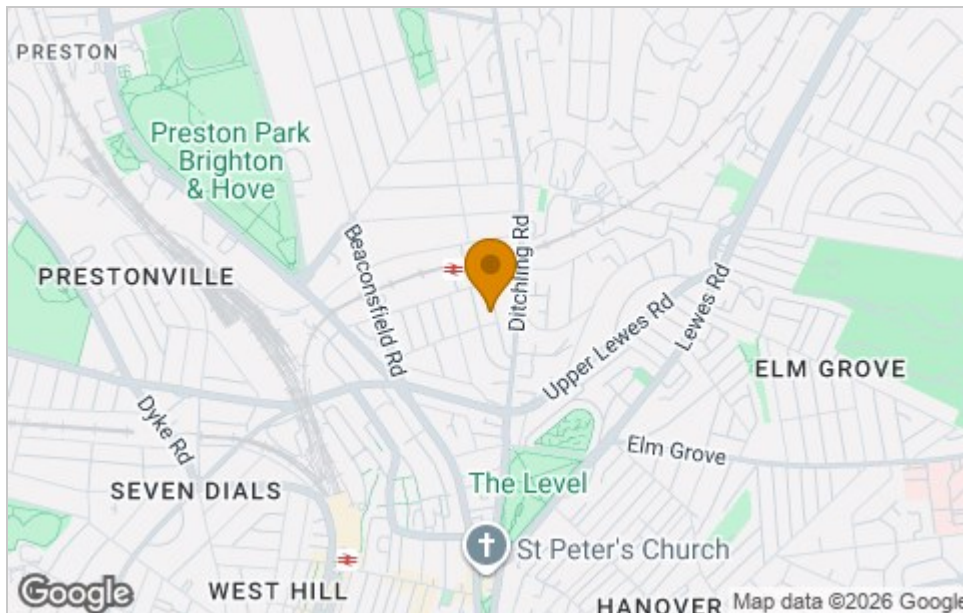 PRESTON
Preston Park
Brighton
& Hove
PRESTONVILLE
Beaconsfield Rd
Ditchling Rd
Upper Lewes Rd
Lewes Rd
ELM GROVE
Dyke Rd
Elm Grove
SEVEN DIALS
The Level
St Peter's Church
WEST HILL
HANOVER
Google
Map data ©2026 Google